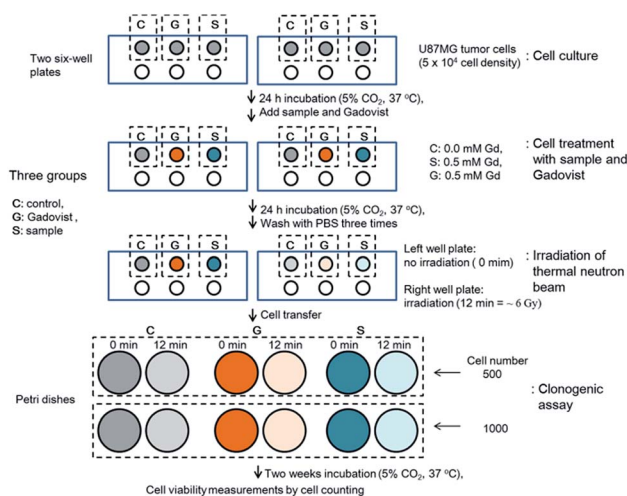 C G S C G S
Two six-well
plates
U87MG tumor cells
(5 x 10⁴ cell density)
: Cell culture
24 h incubation (5% CO₂, 37 ºC),
Add sample and Gadovist
C G S C G S
Three groups
C: control,
G: Gadovist,
S: sample
C: 0.0 mM Gd,
S: 0.5 mM Gd,
G: 0.5 mM Gd
: Cell treatment
with sample and
Gadovist
24 h incubation (5% CO₂, 37 ºC),
Wash with PBS three times
C G S C G S
Left well plate:
no irradiation ( 0 mim)
Right well plate:
irradiation (12 min = ~ 6 Gy)
: Irradiation of
thermal neutron
beam
Cell transfer
C G S
0 min 12 min 0 min 12 min 0 min 12 min
Petri dishes
Cell number
500
1000
: Clonogenic
assay
Two weeks incubation (5% CO₂, 37 ºC),
Cell viability measurements by cell counting